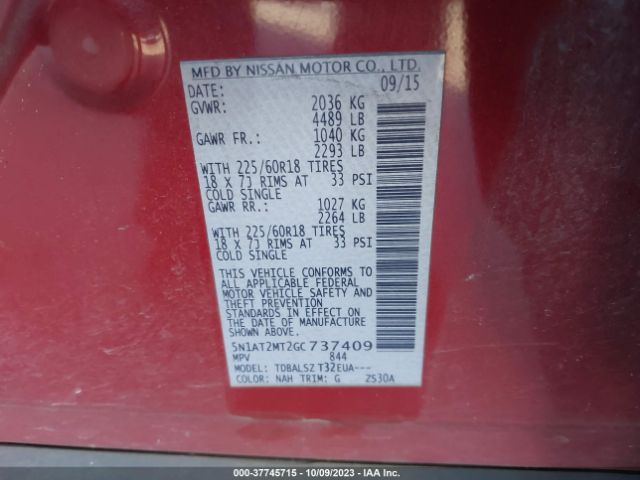 MFD BY NISSAN MOTOR CO., LTD.
DATE: 09/15
GVWR: 2036 KG
4489 LB
GAWR FR.: 1040 KG
2293 LB
WITH 225/60R18 TIRES
18 X 7J RIMS AT 33 PSI
COLD SINGLE
GAWR RR.: 1027 KG
2264 LB
WITH 225/60R18 TIRES
18 X 7J RIMS AT 33 PSI
COLD SINGLE
THIS VEHICLE CONFORMS TO
ALL APPLICABLE FEDERAL
MOTOR VEHICLE SAFETY AND
THEFT PREVENTION
STANDARDS IN EFFECT ON
THE DATE OF MANUFACTURE
SHOWN ABOVE.
5N1AT2MT2GC737409
MPV 844
MODEL: TDBALSZ T32EUA---
COLOR: NAH TRIM: G ZS30A
000-37745715 - 10/09/2023 - IAA Inc.